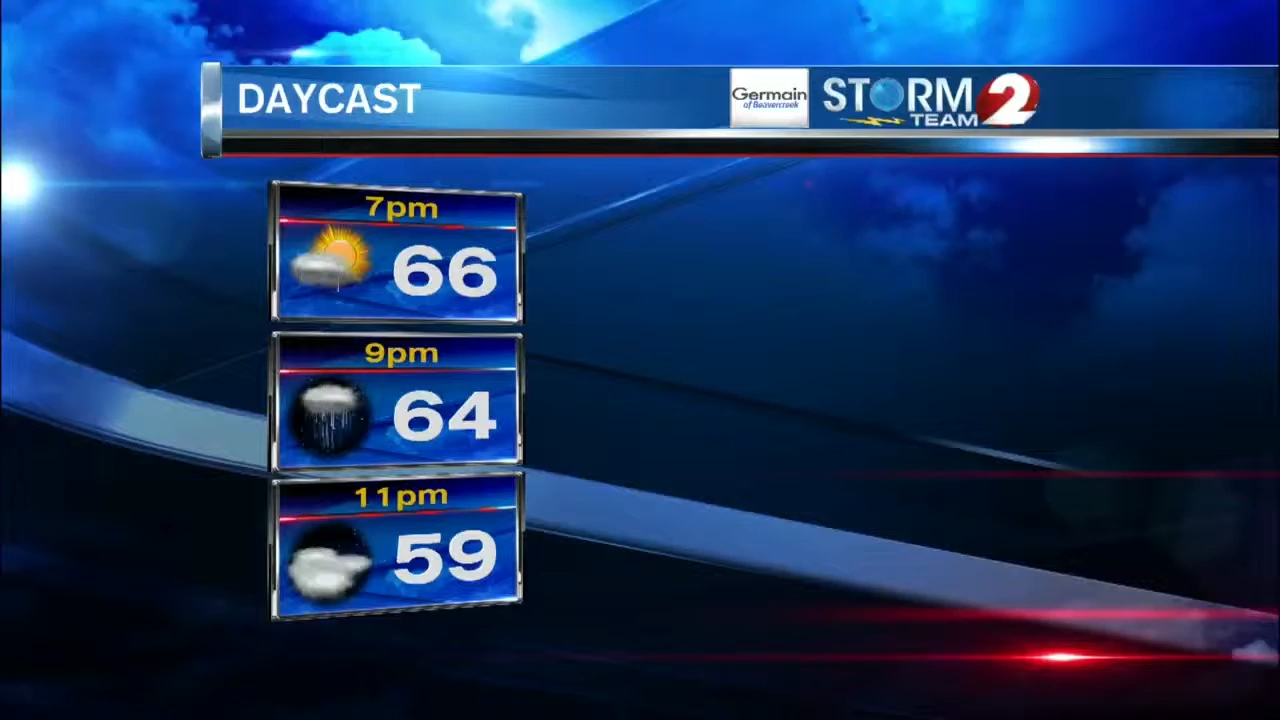 DAYCAST
Germain
of Beavercreek
STORM
TEAM
2
7pm
66
9pm
64
11pm
59